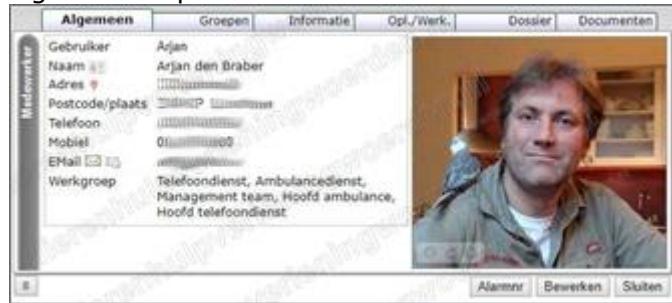 Algemeen Groepen Informatie Opl./Werk. Dossier Documenten
Medewerker
Gebruiker Arjan
Naam Arjan den Braber
Adres
Postcode/plaats
Telefoon
Mobiel
EMail
Werkgroep Telefoondienst, Ambulancedienst,
Management team, Hoofd ambulance,
Hoofd telefoondienst
Alarmnr Bewerken Sluiten